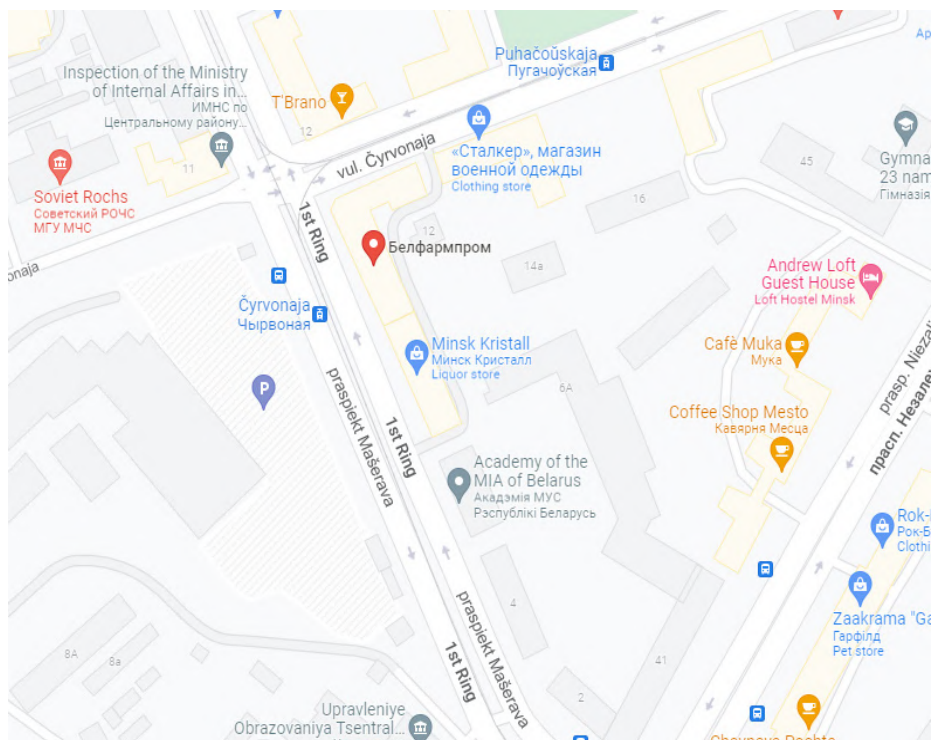 Puhačoŭskaja
Пугачоўская
Inspection of the Ministry
of Internal Affairs in...
ИМНС по
Центральному району...
T'Brano
12
vul. Čyrvonaja
«Сталкер», магазин
военной одежды
Clothing store
11
Soviet Rochs
Советский РОЧС
МГУ МЧС
45
Gymna
23 nam
Гімназія
16
1st Ring
12
Белфармпром
14a
onaja
Andrew Loft
Guest House
Loft Hostel Minsk
Čyrvonaja
Чырвоная
Minsk Kristall
Минск Кристалл
Liquor store
Cafè Muka
Мука
prasp. Niezali
прасп. Незалеж
6A
P
praspiekt Mašerava
1st Ring
Coffee Shop Mesto
Кавярня Месца
Academy of the
MIA of Belarus
Акадэмія МУС
Рэспублікі Беларусь
Rok-
Рок-Б
Clothi
4
praspiekt Mašerava
Zaakrama "Ga
Гарфілд
Pet store
8A
8a
1st Ring
41
2
Upravleniye
Obrazovaniya Tsentral...